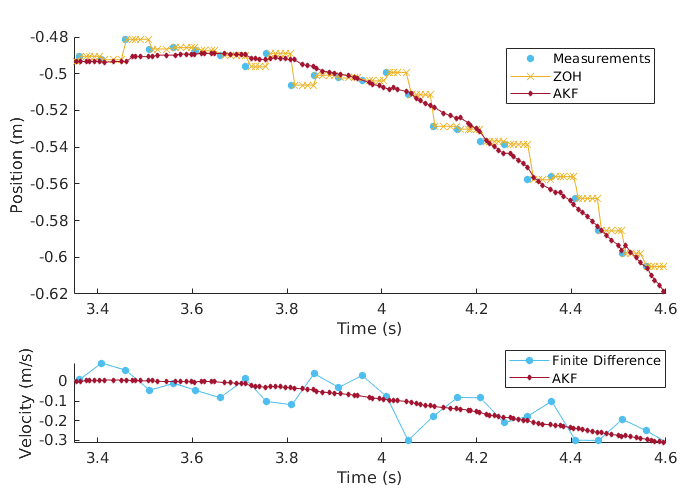 -0.48
-0.5
-0.52
-0.54
-0.56
-0.58
-0.6
-0.62
Position (m)
Measurements
ZOH
AKF
3.4 3.6 3.8 4 4.2 4.4 4.6
Time (s)
0
-0.1
-0.2
-0.3
Velocity (m/s)
Finite Difference
AKF
3.4 3.6 3.8 4 4.2 4.4 4.6
Time (s)